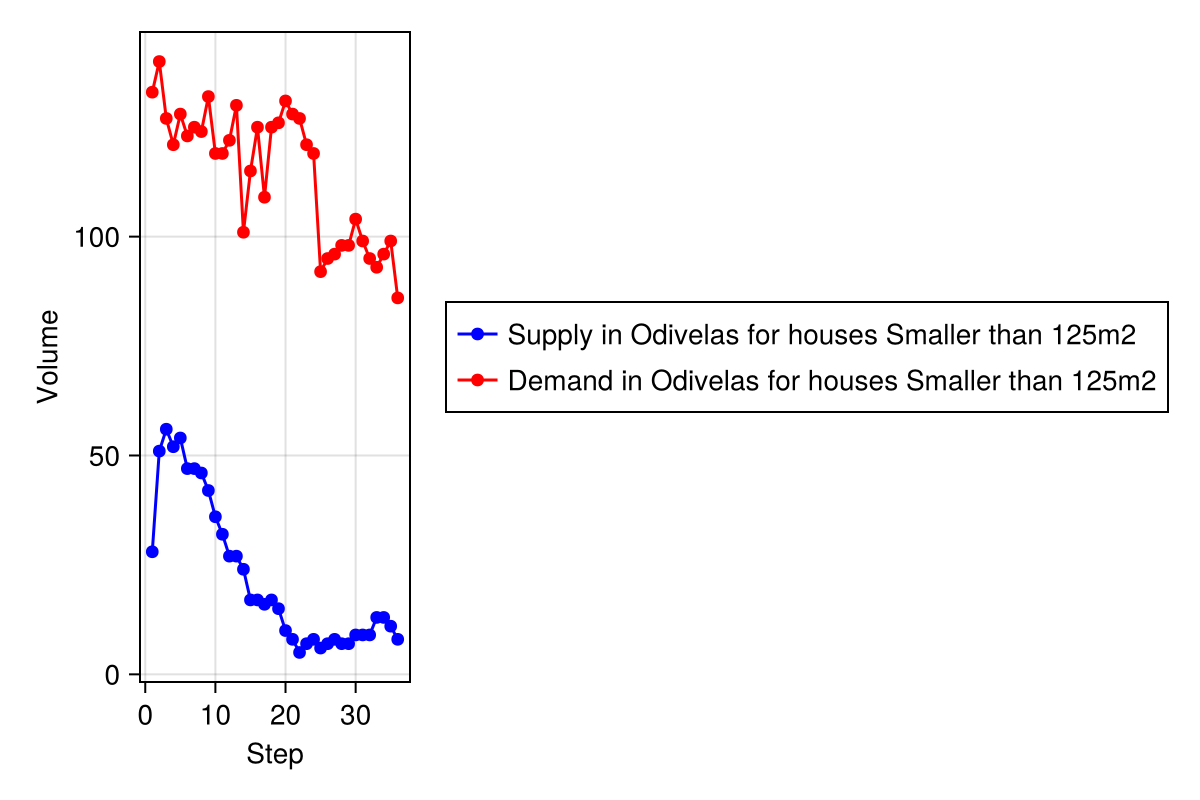 Volume
100
50
0
0 10 20 30
Step
Supply in Odivelas for houses Smaller than 125m2
Demand in Odivelas for houses Smaller than 125m2